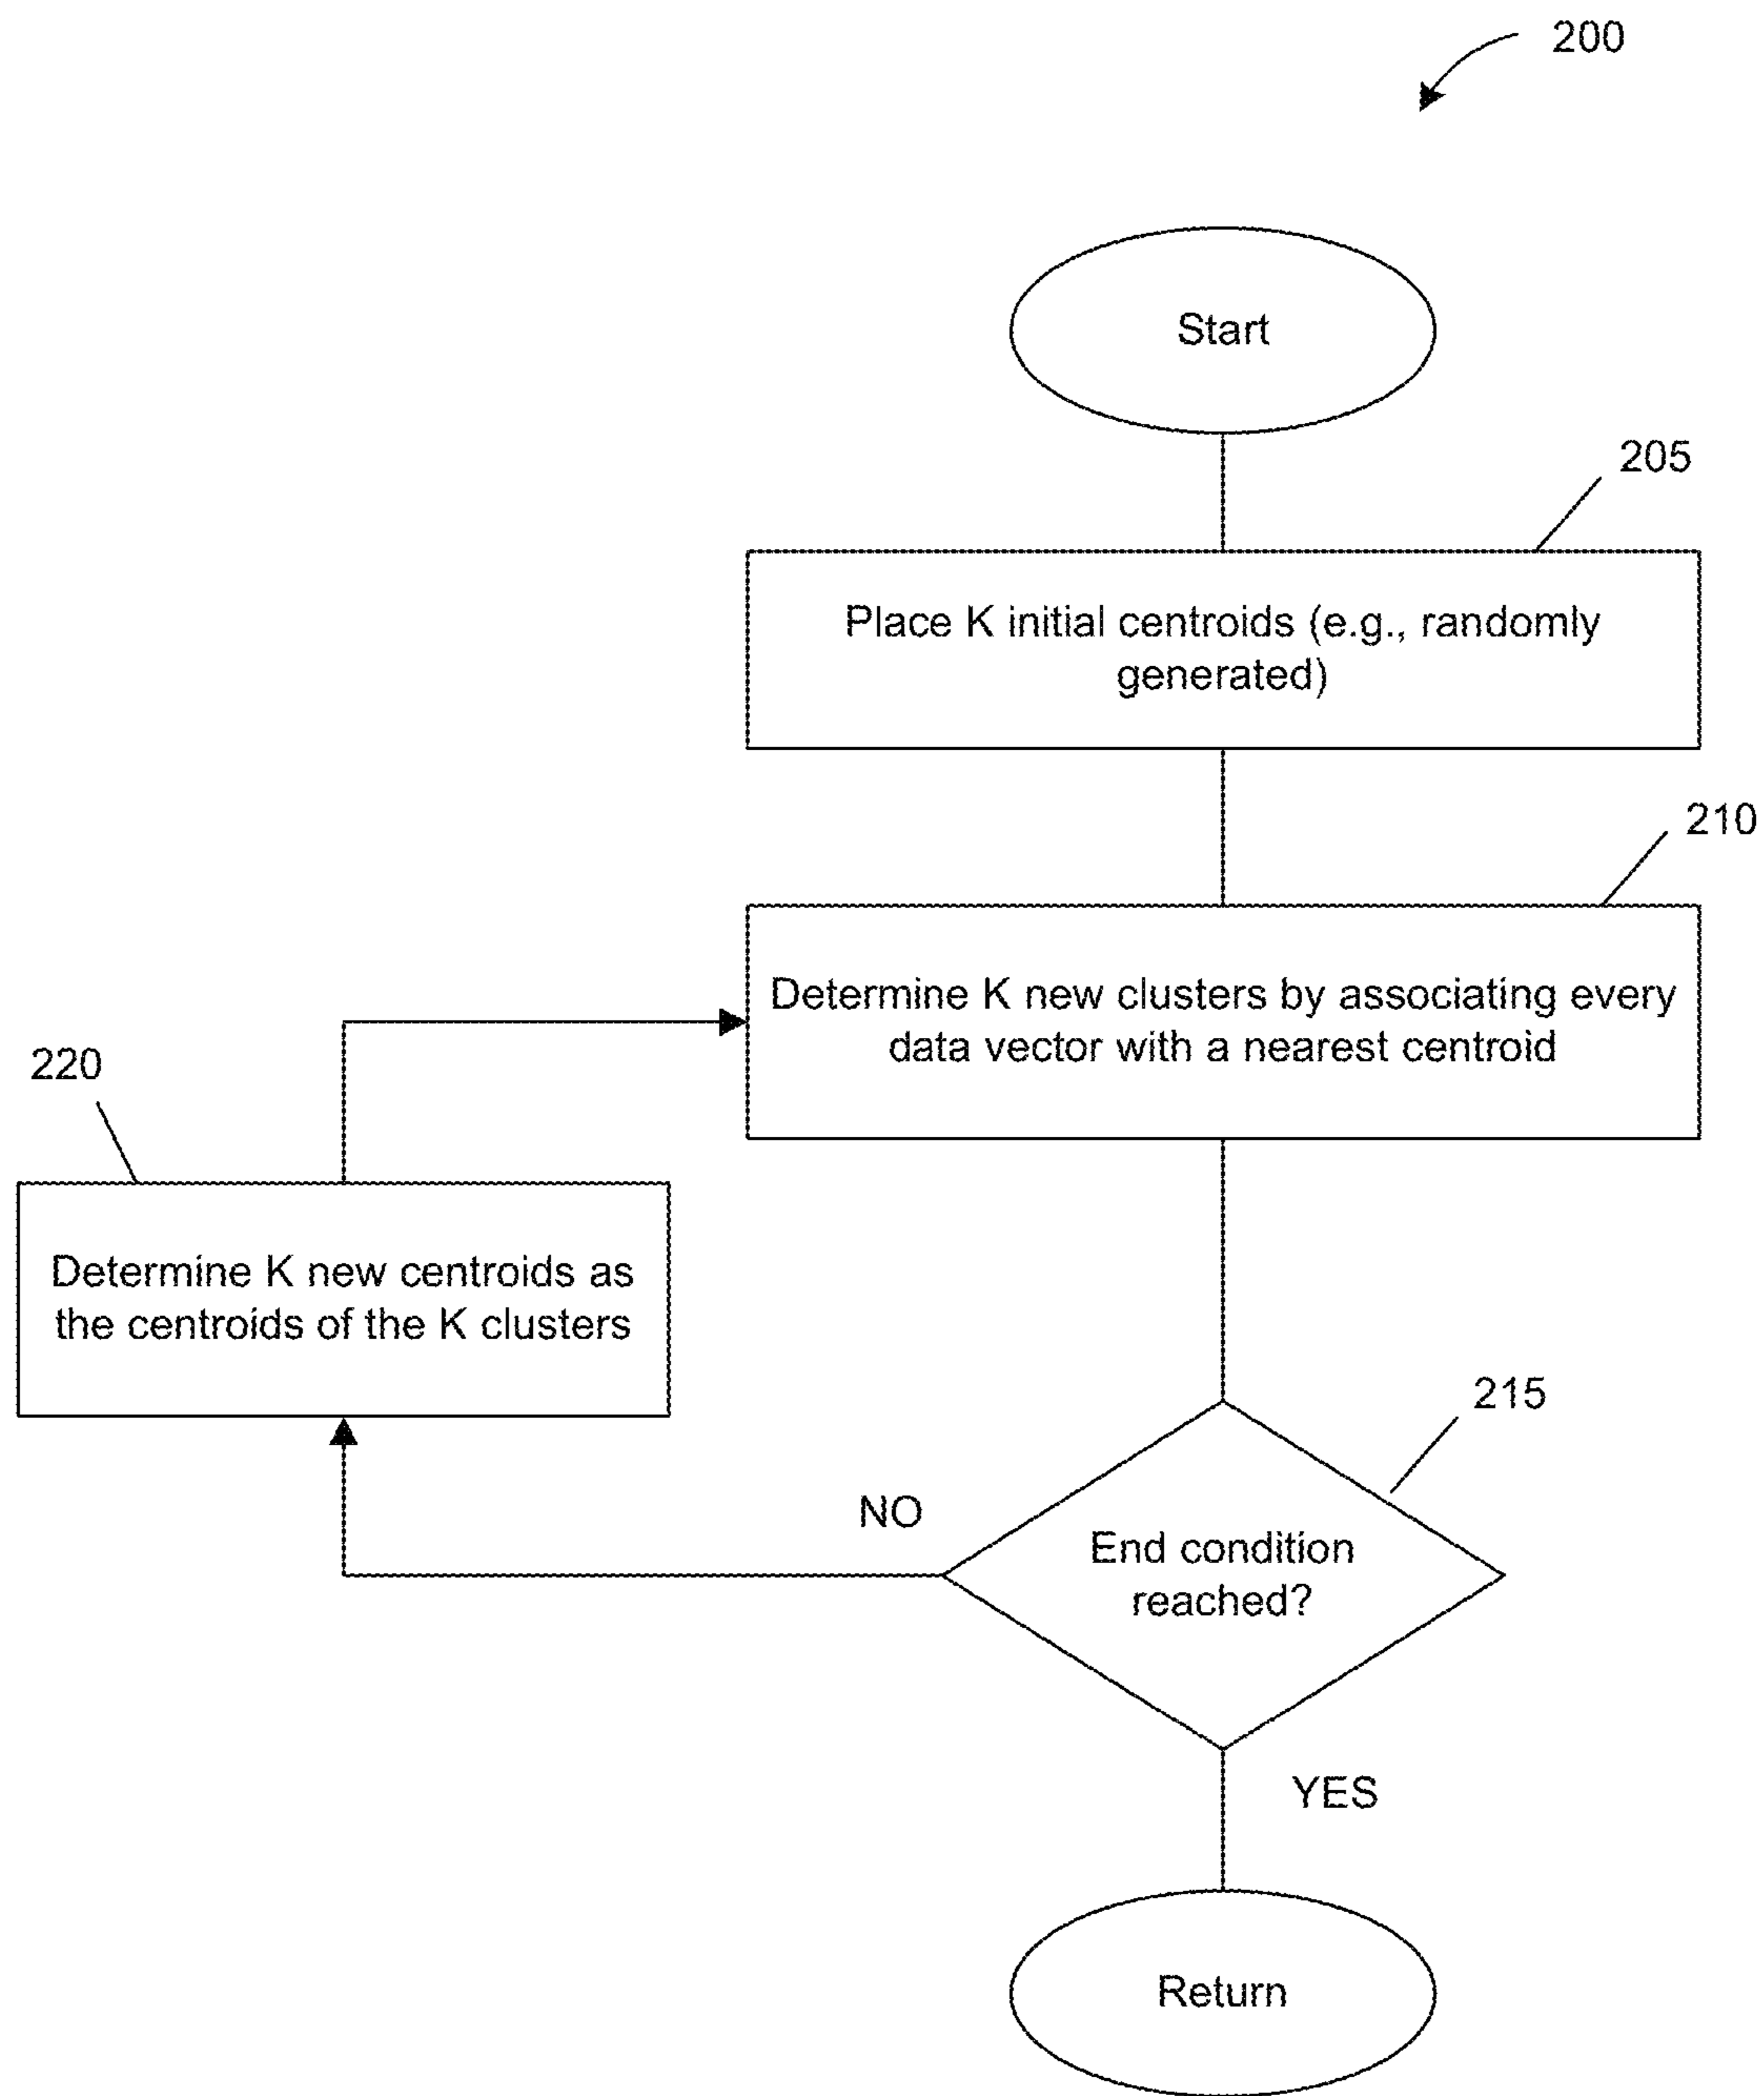 200
Start
205
Place K initial centroids (e.g., randomly
generated)
210
Determine K new clusters by associating every
data vector with a nearest centroid
220
Determine K new centroids as
the centroids of the K clusters
215
NO
End condition
reached?
YES
Return